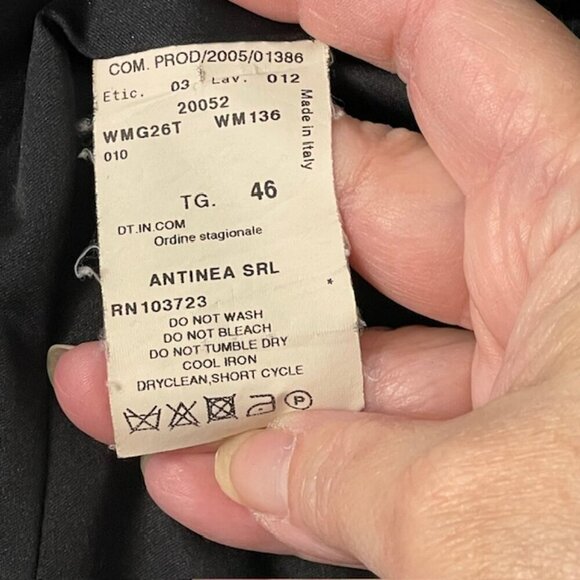 COM. PROD/2005/01386
Etic. 03 Lav. 012
20052
WMG26T WM136
010
Made in Italy
TG. 46
DT.IN.COM
Ordine stagionale
ANTINEA SRL
*
RN103723
DO NOT WASH
DO NOT BLEACH
DO NOT TUMBLE DRY
COOL IRON
DRYCLEAN,SHORT CYCLE
P